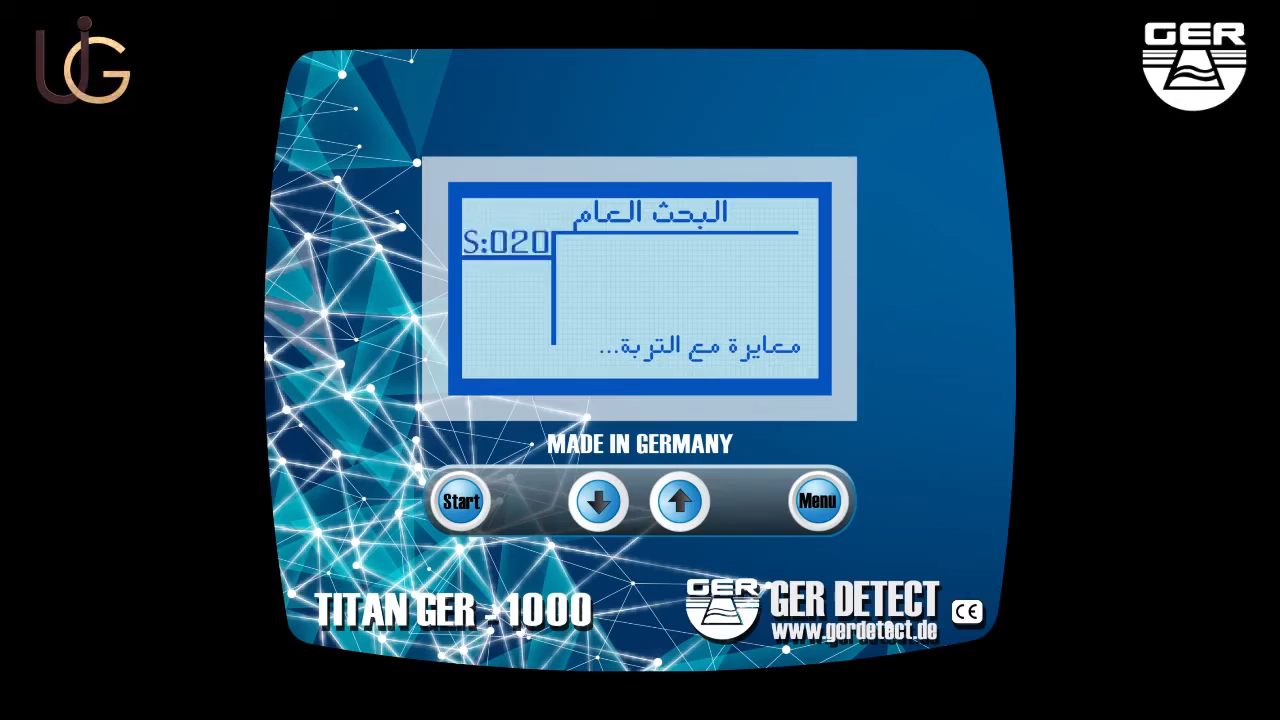 UiG
GER
البحث العام
S:020
معايرة مع التربة...
MADE IN GERMANY
Start
Menu
TITAN GER - 1000
GER
GER DETECT
www.gerdetect.de
CE